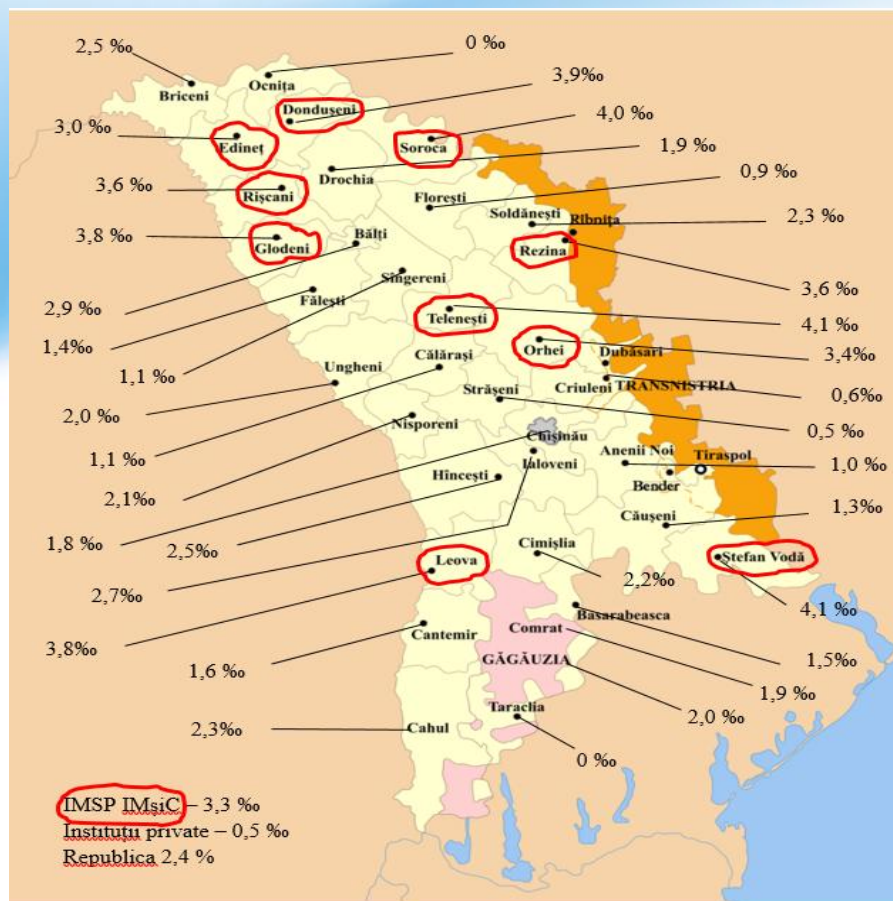 2,5 ‰
0 ‰
Briceni
Ocnița
3,9‰
Dondușeni
3,0 ‰
4,0 ‰
Edineț
Soroca
1,9 ‰
Drochia
3,6 ‰
Rîșcani
0,9 ‰
Florești
Soldănești
2,3 ‰
Rîbnița
3,8 ‰
Glodeni
Bălți
Rezina
Sîngereni
3,6 ‰
2,9 ‰
Fălești
Telenești
4,1 ‰
1,4‰
Orhei
3,4‰
1,1 ‰
Ungheni
Călărași
Dubăsari
Criuleni
TRANSNISTRIA
0,6‰
2,0 ‰
Strășeni
Nisporeni
0,5 ‰
1,1 ‰
Chișinău
Ialoveni
Anenii Noi
Tiraspol
1,0 ‰
2,1‰
Hîncești
Bender
1,3‰
1,8 ‰
2,5‰
Căușeni
Cimișlia
Leova
Ștefan Vodă
2,7‰
2,2‰
4,1 ‰
3,8‰
Basarabeasca
Cantemir
Comrat
1,6 ‰
GĂGĂUZIA
1,5‰
1,9 ‰
2,0 ‰
Taraclia
2,3‰
Cahul
0 ‰
IMSP IMșiC – 3,3 ‰
Instituții private – 0,5 ‰
Republica 2,4 %